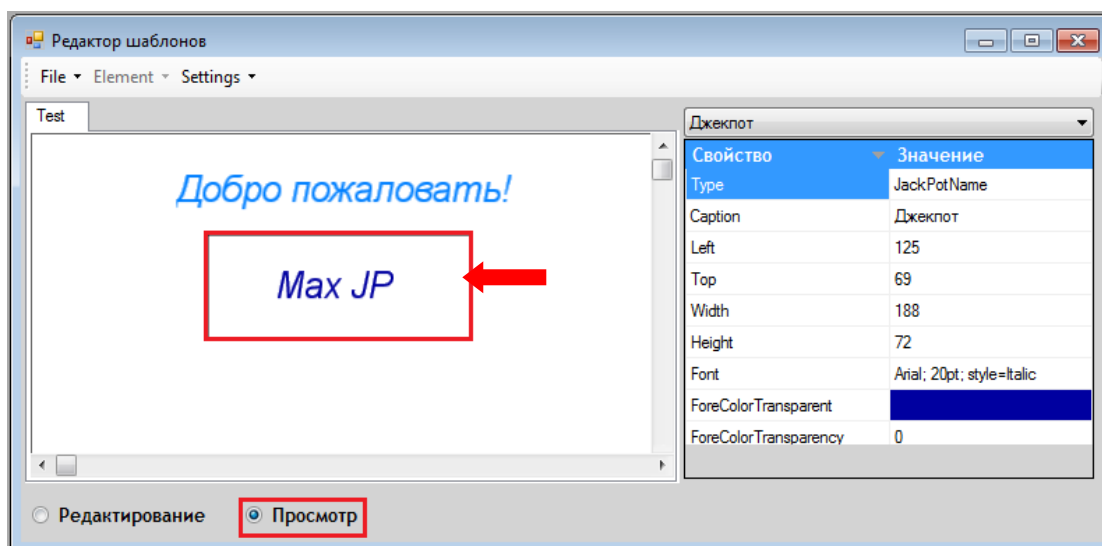 Редактор шаблонов
File Element Settings
Test
Добро пожаловать!
Max JP
Джекпот
Свойство Значение
Type JackPotName
Caption Джекпот
Left 125
Top 69
Width 188
Height 72
Font Arial; 20pt; style=Italic
ForeColorTransparent
ForeColorTransparency 0
Редактирование Просмотр